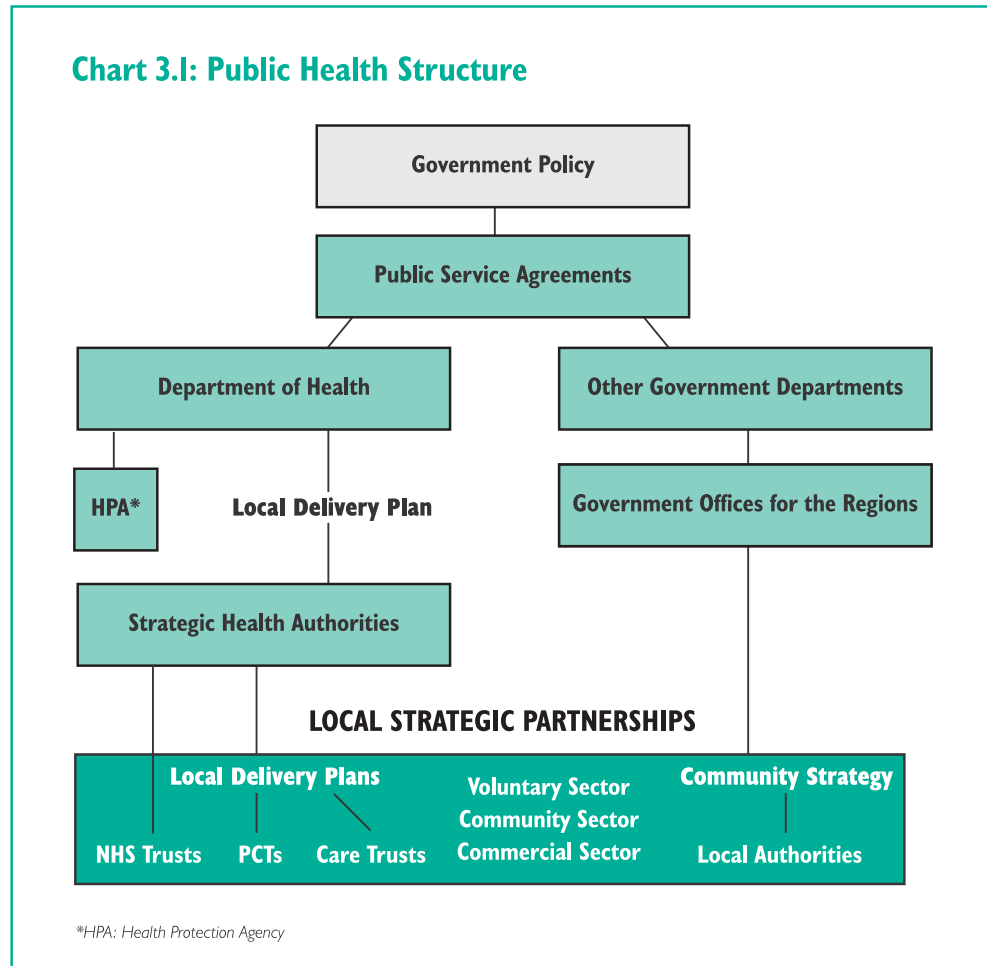 Chart 3.1: Public Health Structure
Government Policy
Public Service Agreements
Department of Health
Other Government Departments
HPA*
Local Delivery Plan
Government Offices for the Regions
Strategic Health Authorities
LOCAL STRATEGIC PARTNERSHIPS
Local Delivery Plans
NHS Trusts
PCTs
Care Trusts
Voluntary Sector
Community Sector
Commercial Sector
Community Strategy
Local Authorities
*HPA: Health Protection Agency